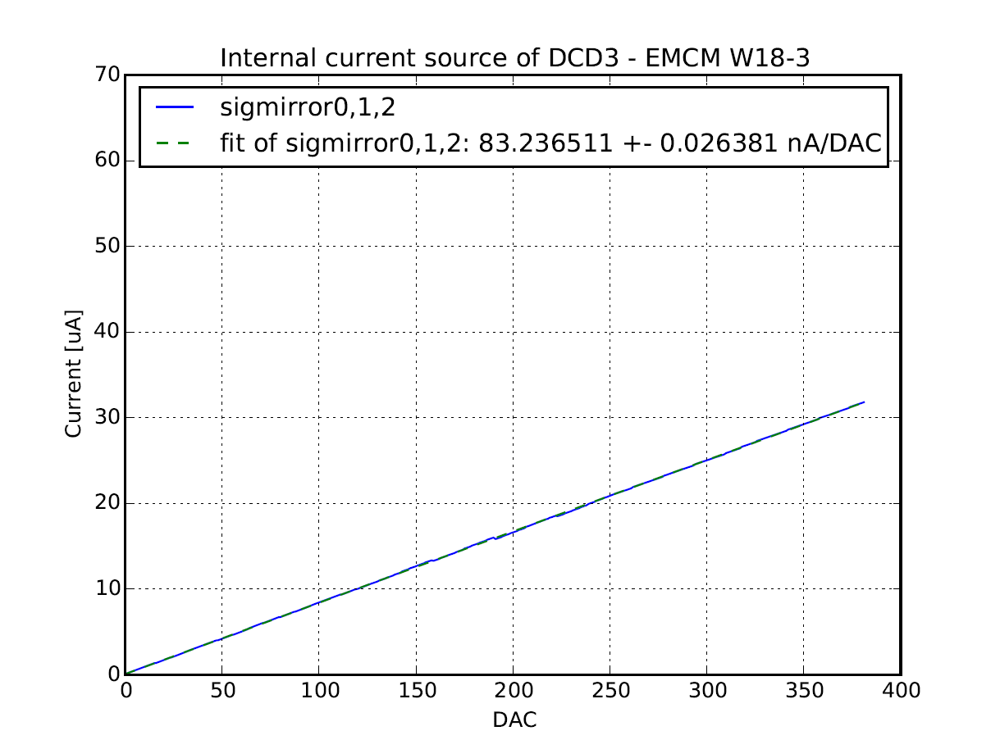 Internal current source of DCD3 - EMCM W18-3
sigmirror0,1,2
fit of sigmirror0,1,2: 83.236511 +- 0.026381 nA/DAC
70
60
50
40
30
20
10
0
Current [uA]
0 50 100 150 200 250 300 350 400
DAC